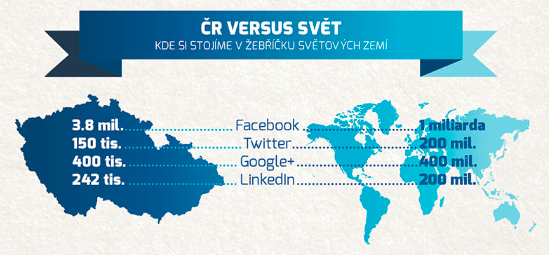 ČR VERSUS SVĚT
KDE SI STOJÍME V ŽEBŘÍČKU SVĚTOVÝCH ZEMÍ
3.8 mil. Facebook 1 miliarda
150 tis. Twitter 200 mil.
400 tis. Google+ 400 mil.
242 tis. LinkedIn 200 mil.